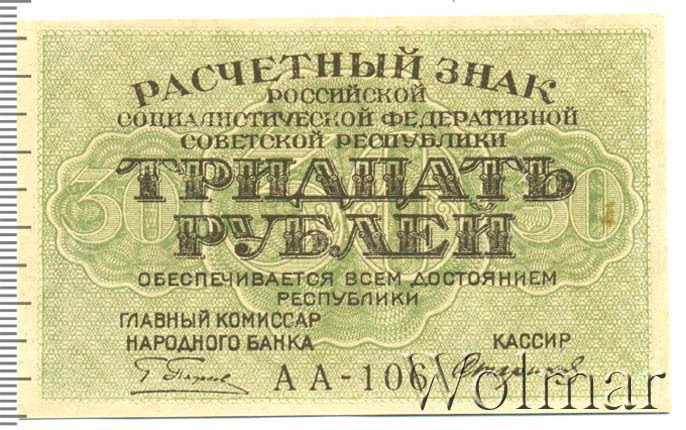 РАСЧЕТНЫЙ ЗНАК
РОССИЙСКОЙ
СОЦИАЛИСТИЧЕСКОЙ ФЕДЕРАТИВНОЙ
СОВЕТСКОЙ РЕСПУБЛИКИ
30 ТРИДЦАТЬ 30
РУБЛЕЙ
ОБЕСПЕЧИВАЕТСЯ ВСЕМ ДОСТОЯНИЕМ
РЕСПУБЛИКИ
ГЛАВНЫЙ КОМИССАР
НАРОДНОГО БАНКА КАССИР
АА-106
Wolmar